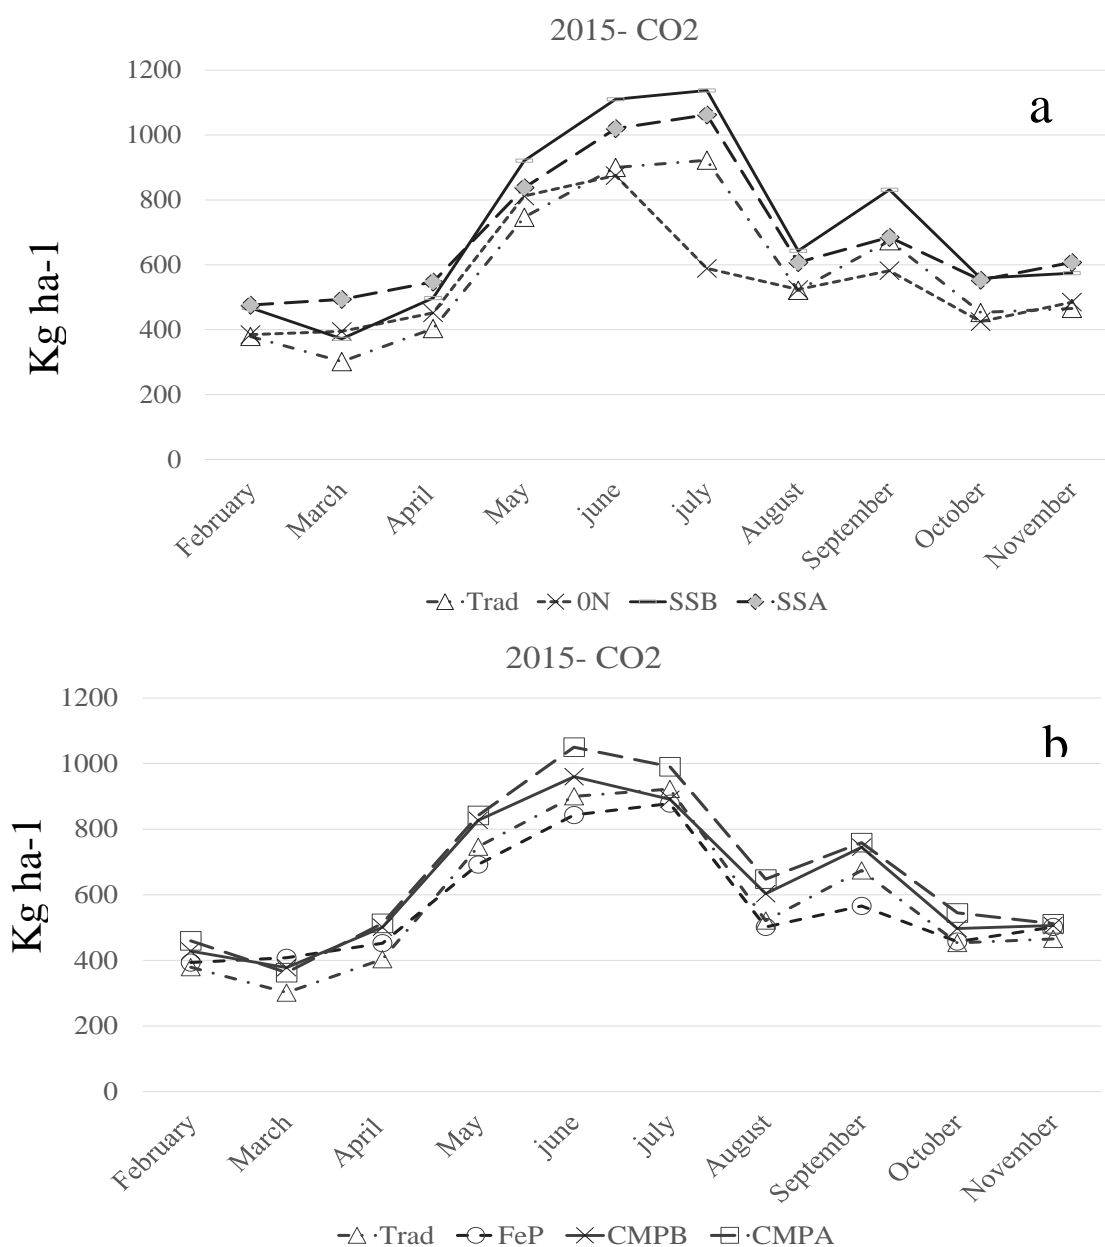 2015- CO2
1200
a
1000
800
600
400
200
0
Kg ha-1
February
March
April
May
june
july
August
September
October
November
Trad
0N
SSB
SSA
2015- CO2
1200
b
1000
800
600
400
200
0
Kg ha-1
February
March
April
May
june
july
August
September
October
November
Trad
FeP
CMPB
CMPA